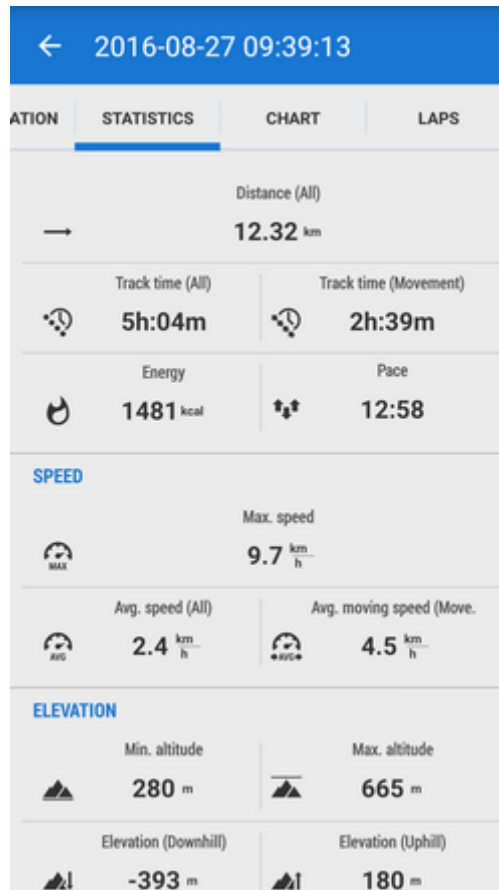 2016-08-27 09:39:13
ATION STATISTICS CHART LAPS
Distance (All)
12.32 km
Track time (All) Track time (Movement)
5h:04m 2h:39m
Energy Pace
1481 kcal 12:58
SPEED
Max. speed
MAX 9.7 km/h
Avg. speed (All) Avg. moving speed (Move.
AVG 2.4 km/h AVG 4.5 km/h
ELEVATION
Min. altitude Max. altitude
280 m 665 m
Elevation (Downhill) Elevation (Uphill)
-393 m 180 m